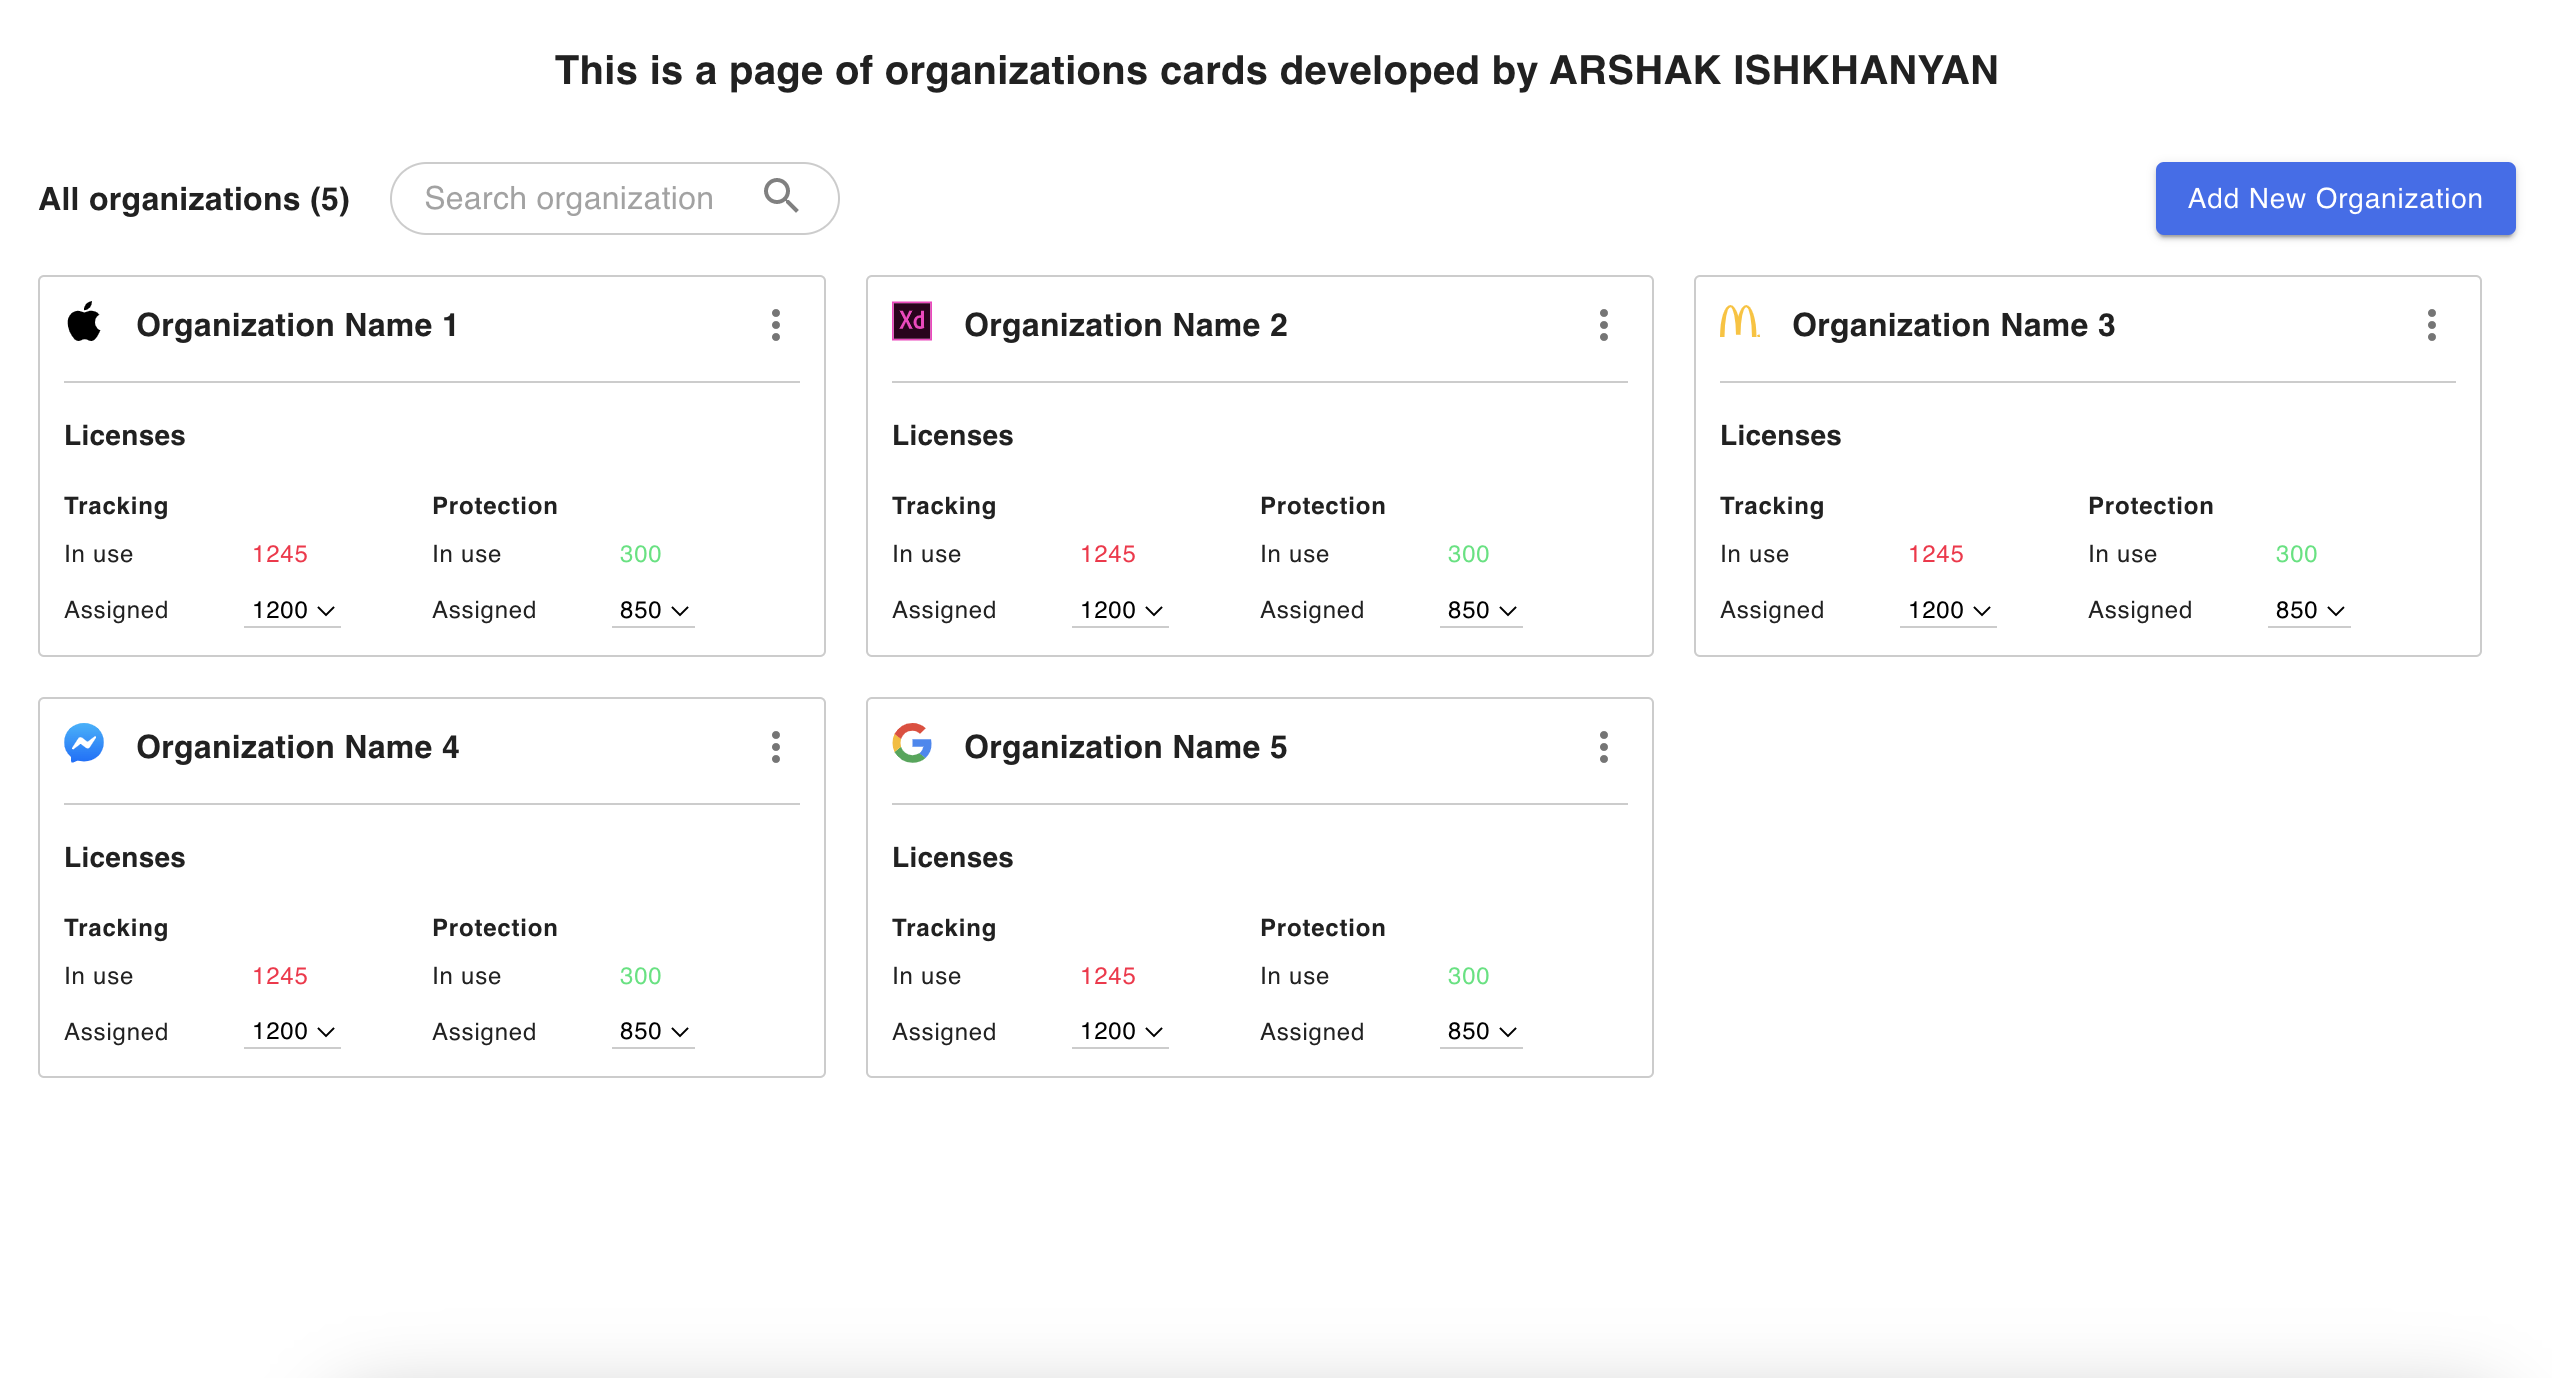 This is a page of organizations cards developed by ARSHAK ISHKHANYAN
All organizations (5)
Search organization
Add New Organization
Organization Name 1
Licenses
Tracking Protection
In use 1245 In use 300
Assigned 1200 Assigned 850
Xd
Organization Name 2
Licenses
Tracking Protection
In use 1245 In use 300
Assigned 1200 Assigned 850
Organization Name 3
Licenses
Tracking Protection
In use 1245 In use 300
Assigned 1200 Assigned 850
Organization Name 4
Licenses
Tracking Protection
In use 1245 In use 300
Assigned 1200 Assigned 850
Organization Name 5
Licenses
Tracking Protection
In use 1245 In use 300
Assigned 1200 Assigned 850